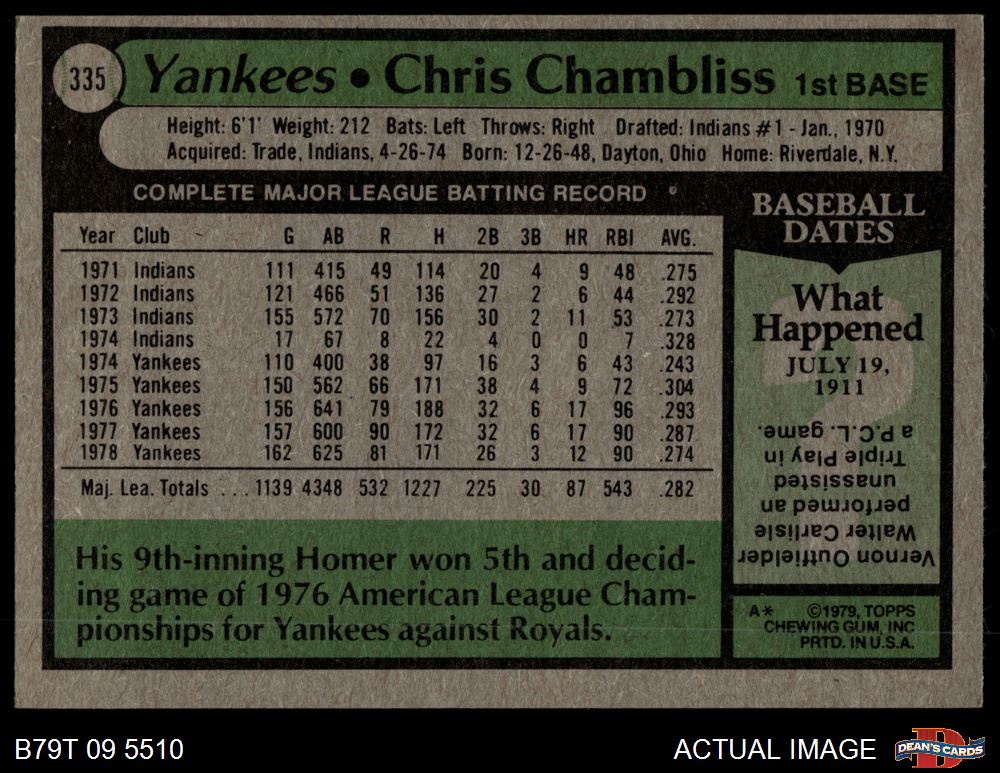 335 Yankees • Chris Chambliss 1st BASE
Height: 6'1' Weight: 212 Bats: Left Throws: Right Drafted: Indians #1 - Jan., 1970
Acquired: Trade, Indians, 4-26-74 Born: 12-26-48, Dayton, Ohio Home: Riverdale, N.Y.
COMPLETE MAJOR LEAGUE BATTING RECORD
Year Club G AB R H 2B 3B HR RBI AVG.
1971 Indians 111 415 49 114 20 4 9 48 .275
1972 Indians 121 466 51 136 27 2 6 44 .292
1973 Indians 155 572 70 156 30 2 11 53 .273
1974 Indians 17 67 8 22 4 0 0 7 .328
1974 Yankees 110 400 38 97 16 3 6 43 .243
1975 Yankees 150 562 66 171 38 4 9 72 .304
1976 Yankees 156 641 79 188 32 6 17 96 .293
1977 Yankees 157 600 90 172 32 6 17 90 .287
1978 Yankees 162 625 81 171 26 3 12 90 .274
Maj. Lea. Totals ... 1139 4348 532 1227 225 30 87 543 .282
His 9th-inning Homer won 5th and decid-
ing game of 1976 American League Cham-
pionships for Yankees against Royals.
BASEBALL
DATES
What
Happened
JULY 19,
1911
Vernon Outfielder
Walter Carlisle
performed an
unassisted
Triple Play in
a P.C.L. game.
A* ©1979, TOPPS
CHEWING GUM, INC
PRTD. IN U.S.A.
B79T 09 5510
ACTUAL IMAGE
DEAN'S CARDS